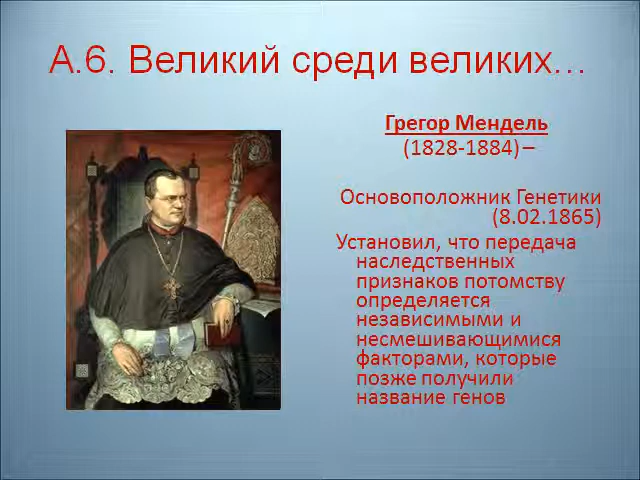 А.6. Великий среди великих...
Грегор Мендель
(1828-1884) –
Основоположник Генетики
(8.02.1865)
Установил, что передача
наследственных
признаков потомству
определяется
независимыми и
несмешивающимися
факторами, которые
позже получили
название генов